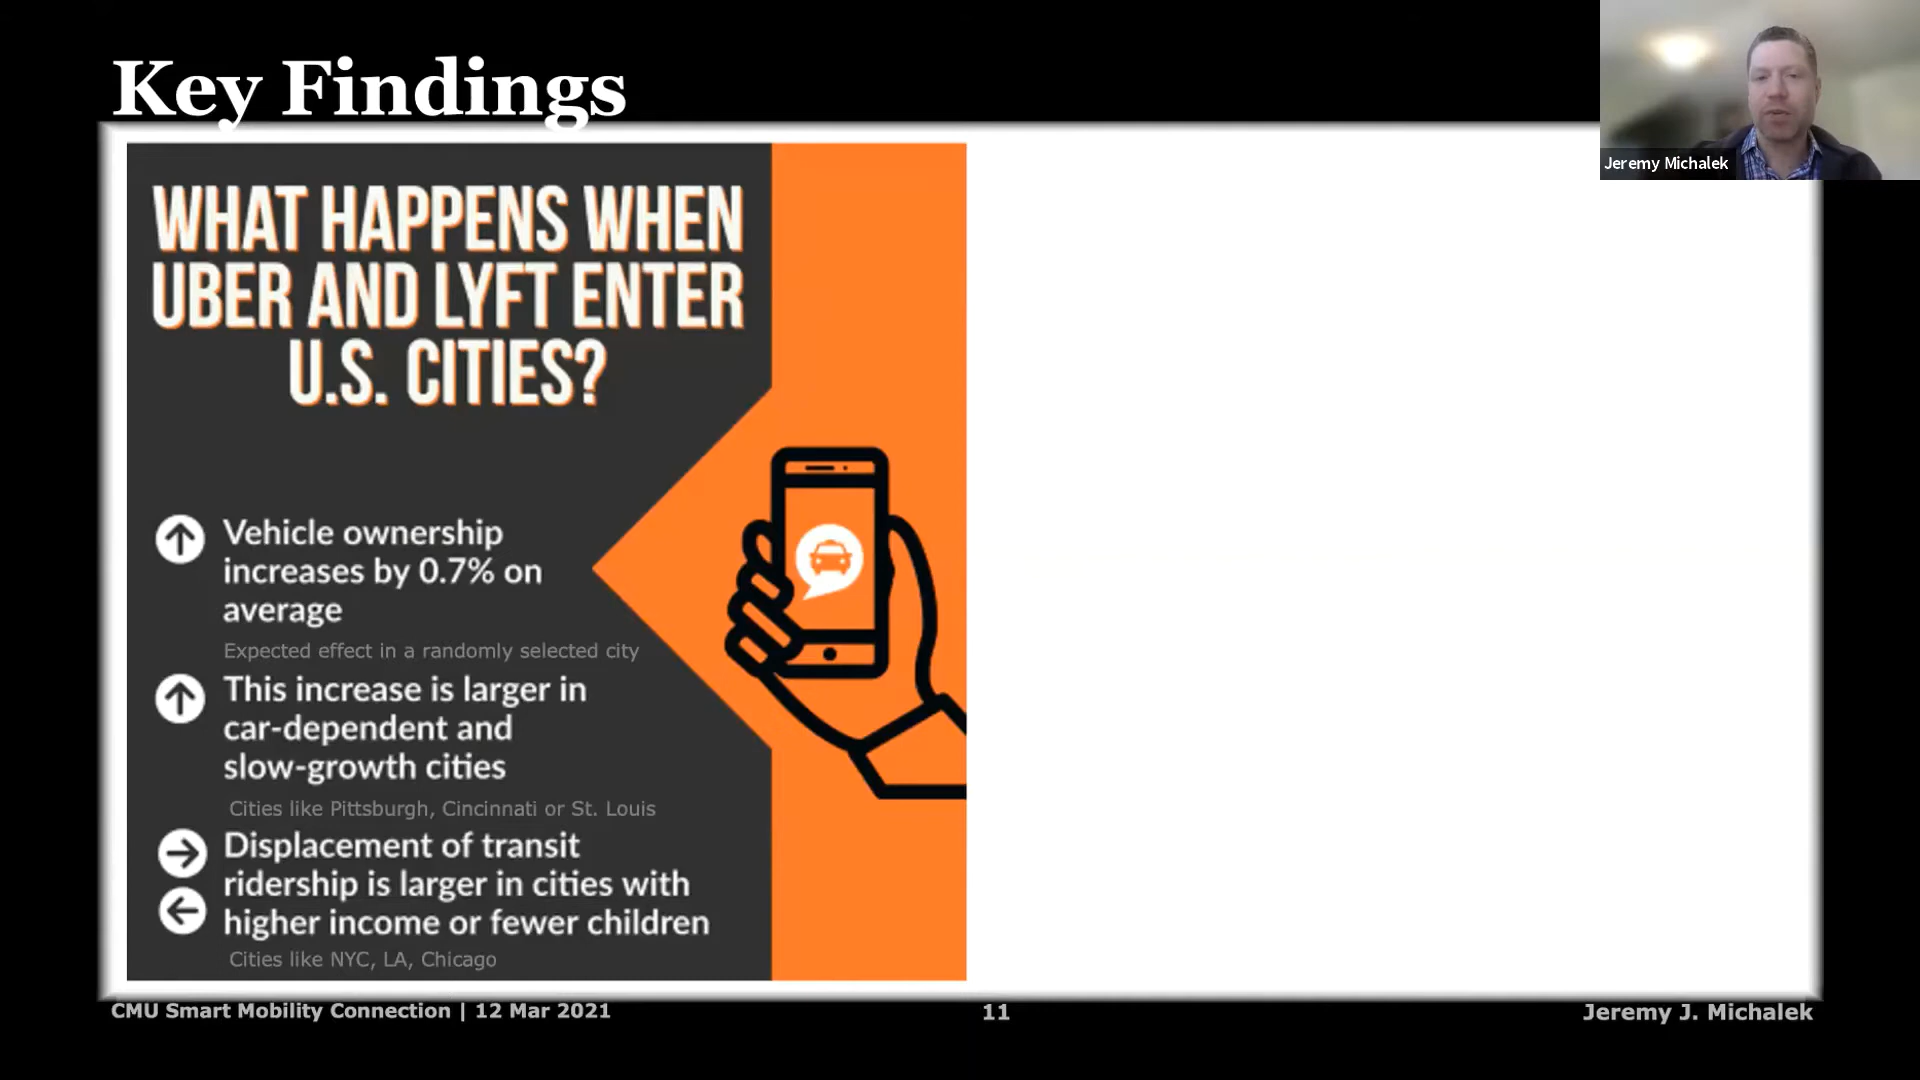 Key Findings
Jeremy Michalek
WHAT HAPPENS WHEN
UBER AND LYFT ENTER
U.S. CITIES?
Vehicle ownership
increases by 0.7% on
average
Expected effect in a randomly selected city
This increase is larger in
car-dependent and
slow-growth cities
Cities like Pittsburgh, Cincinnati or St. Louis
Displacement of transit
ridership is larger in cities with
higher income or fewer children
Cities like NYC, LA, Chicago
CMU Smart Mobility Connection | 12 Mar 2021
11
Jeremy J. Michalek